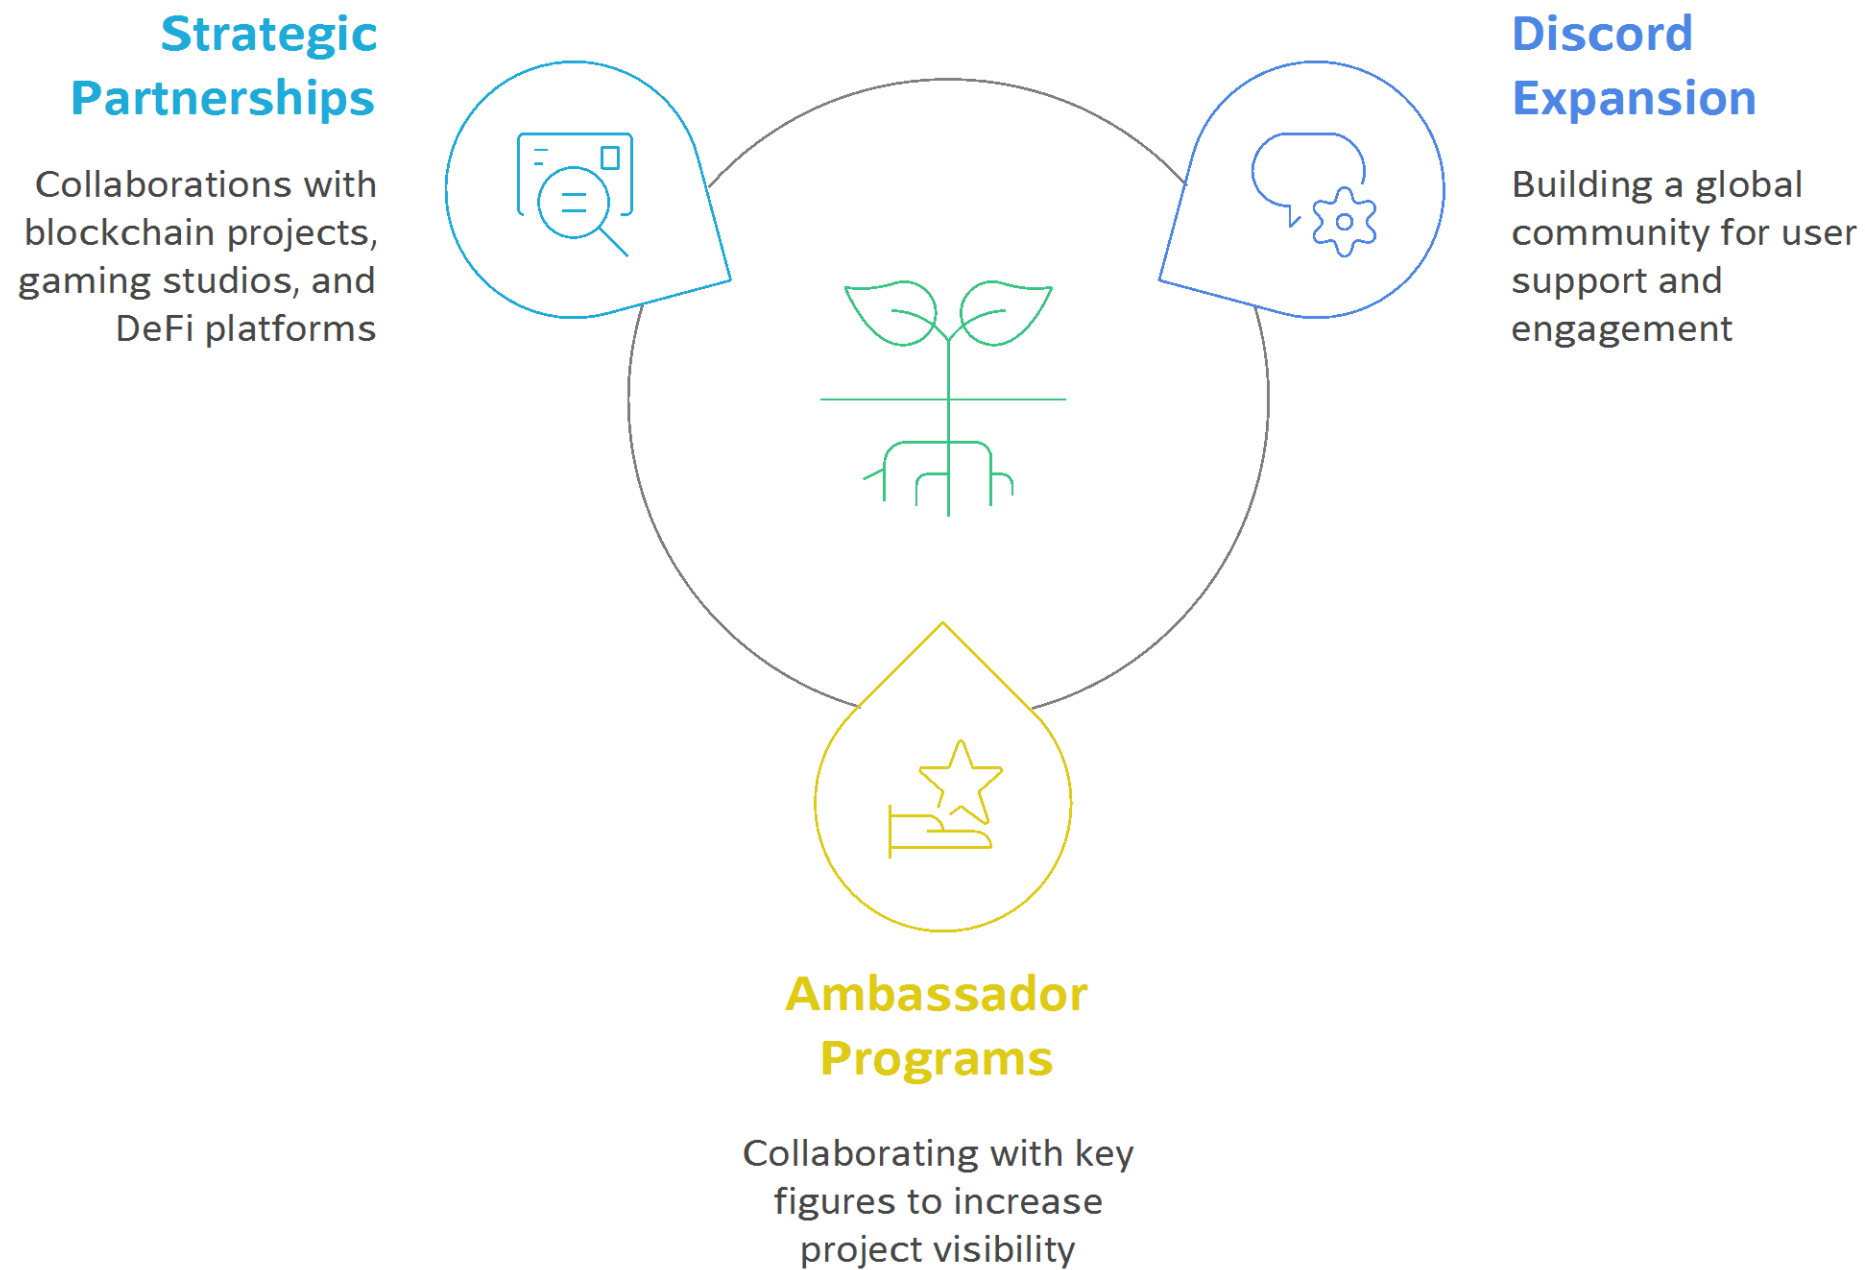 Strategic
Partnerships
Collaborations with
blockchain projects,
gaming studios, and
DeFi platforms
Discord
Expansion
Building a global
community for user
support and
engagement
Ambassador
Programs
Collaborating with key
figures to increase
project visibility